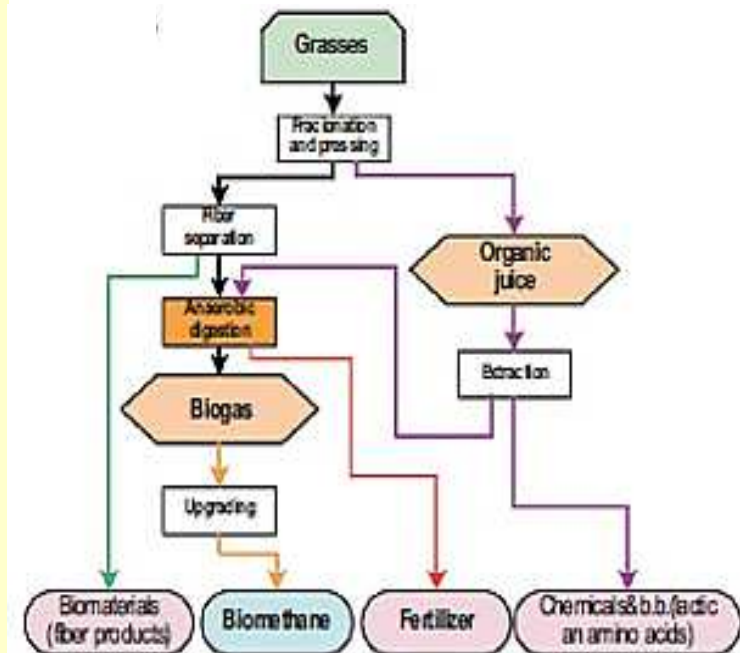 Grasses
Fractionation
and pressing
Fiber
separation
Organic
juice
Anaerobic
digestion
Extraction
Biogas
Upgrading
Biomaterials
(fiber products)
Biomethane
Fertilizer
Chemicals&b.b.(lactic
an amino acids)